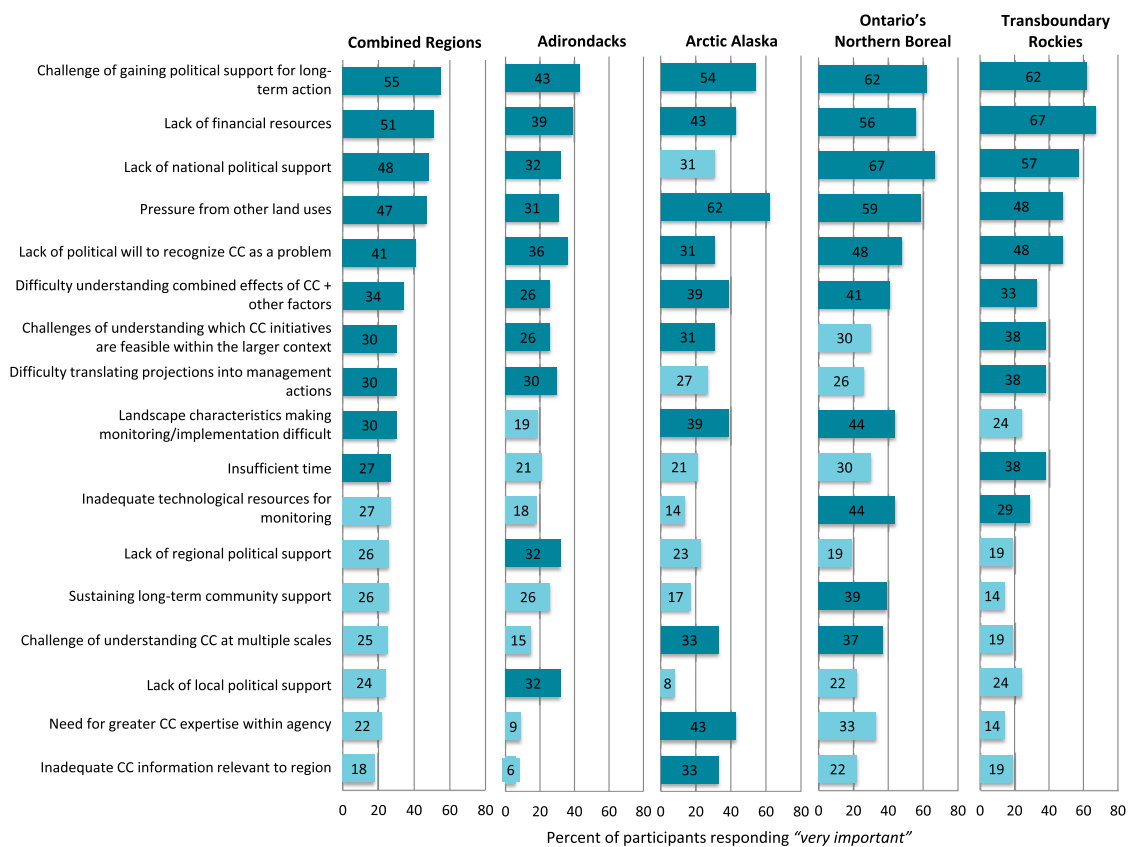 Combined Regions
Adirondacks
Arctic Alaska
Ontario's
Northern Boreal
Transboundary
Rockies
Challenge of gaining political support for long-
term action
55 43 54 62 62
Lack of financial resources
51 39 43 56 67
Lack of national political support
48 32 31 67 57
Pressure from other land uses
47 31 62 59 48
Lack of political will to recognize CC as a problem
41 36 31 48 48
Difficulty understanding combined effects of CC +
other factors
34 26 39 41 33
Challenges of understanding which CC initiatives
are feasible within the larger context
30 26 31 30 38
Difficulty translating projections into management
actions
30 30 27 26 38
Landscape characteristics making
monitoring/implementation difficult
30 19 39 44 24
Insufficient time
27 21 21 30 38
Inadequate technological resources for
monitoring
27 18 14 44 29
Lack of regional political support
26 32 23 19 19
Sustaining long-term community support
26 26 17 39 14
Challenge of understanding CC at multiple scales
25 15 33 37 19
Lack of local political support
24 32 8 22 24
Need for greater CC expertise within agency
22 9 43 33 14
Inadequate CC information relevant to region
18 6 33 22 19
0 20 40 60 80 0 20 40 60 80 0 20 40 60 80 0 20 40 60 80 0 20 40 60 80
Percent of participants responding "very important"